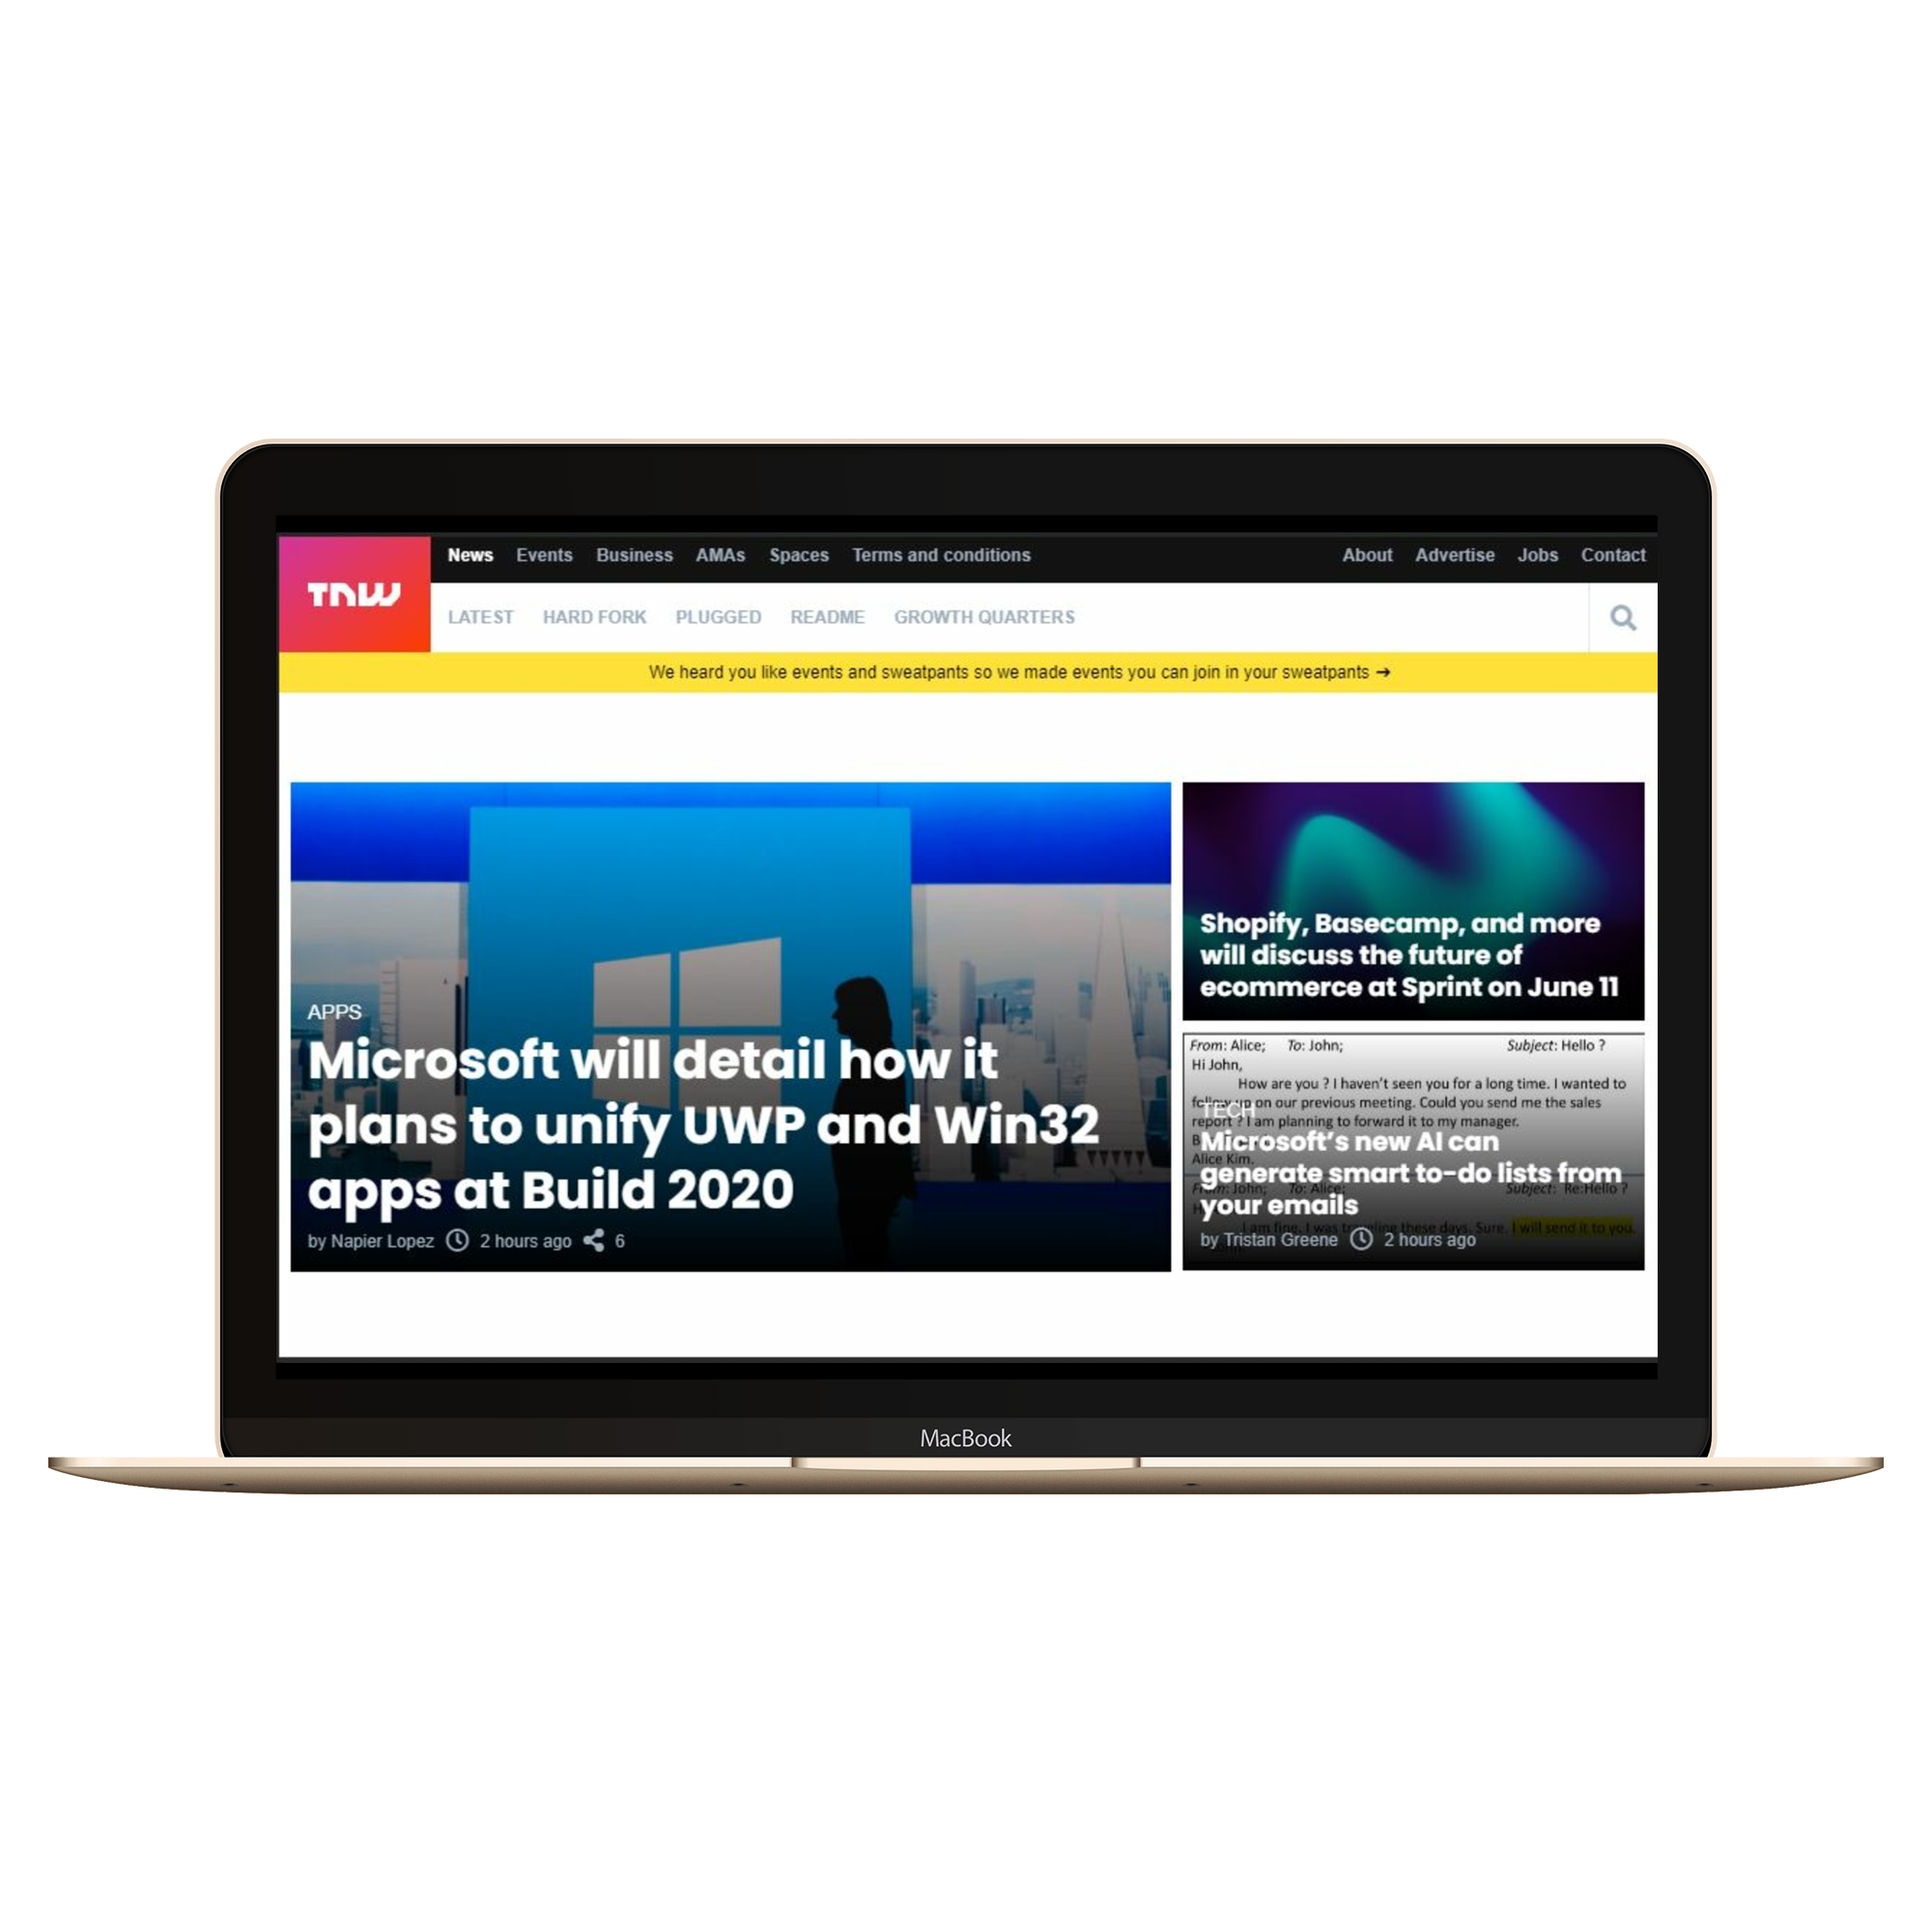 TNW
News Events Business AMAs Spaces Terms and conditions About Advertise Jobs Contact
LATEST HARD FORK PLUGGED README GROWTH QUARTERS
We heard you like events and sweatpants so we made events you can join in your sweatpants →
APPS
Microsoft will detail how it
plans to unify UWP and Win32
apps at Build 2020
by Napier Lopez 2 hours ago 6
Shopify, Basecamp, and more
will discuss the future of
ecommerce at Sprint on June 11
From: Alice; To: John; Subject: Hello ?
Hi John,
How are you ? I haven't seen you for a long time. I wanted to
follow up on our previous meeting. Could you send me the sales
report ? I am planning to forward it to my manager.
Alice Kim.
From: John; To: Alice; Subject: Re:Hello ?
I am fine, I was traveling these days. Sure. I will send it to you.
TECH
Microsoft's new AI can
generate smart to-do lists from
your emails
by Tristan Greene 2 hours ago
MacBook